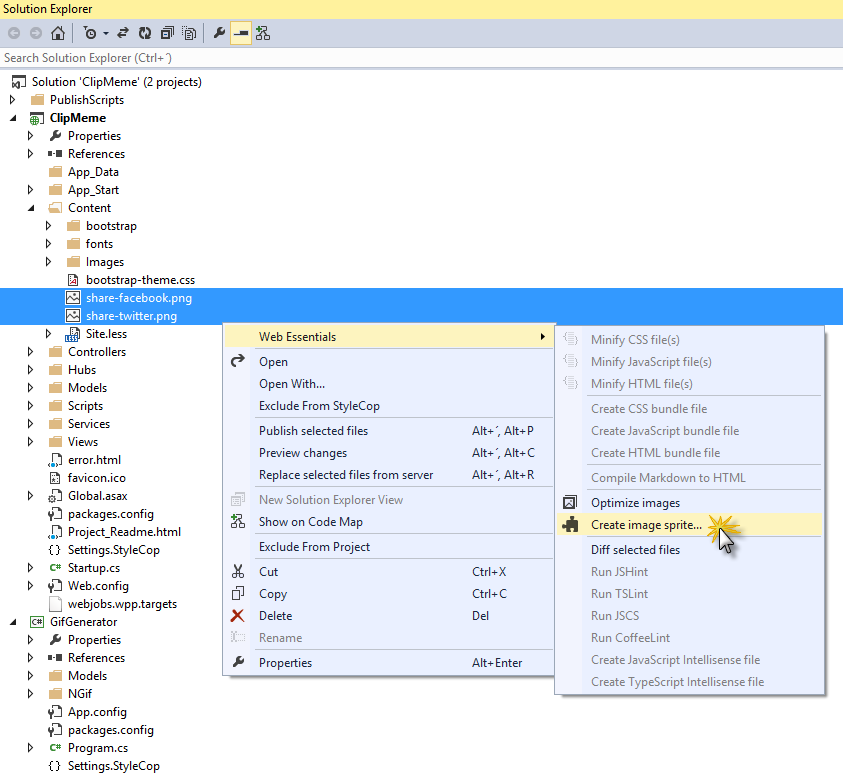 Solution Explorer
Search Solution Explorer (Ctrl+´)
Solution 'ClipMeme' (2 projects)
PublishScripts
ClipMeme
Properties
References
App_Data
App_Start
Content
bootstrap
fonts
Images
bootstrap-theme.css
share-facebook.png
share-twitter.png
Site.less
Controllers
Hubs
Models
Scripts
Services
Views
error.html
favicon.ico
Global.asax
packages.config
Project_Readme.html
Settings.StyleCop
C# Startup.cs
Web.config
webjobs.wpp.targets
C# GifGenerator
Properties
References
Models
NGif
App.config
packages.config
C# Program.cs
Settings.StyleCop
Web Essentials
Open
Open With...
Exclude From StyleCop
Publish selected files Alt+´, Alt+P
Preview changes Alt+´, Alt+C
Replace selected files from server Alt+´, Alt+R
New Solution Explorer View
Show on Code Map
Exclude From Project
Cut Ctrl+X
Copy Ctrl+C
Delete Del
Rename
Properties Alt+Enter
Minify CSS file(s)
Minify JavaScript file(s)
Minify HTML file(s)
Create CSS bundle file
Create JavaScript bundle file
Create HTML bundle file
Compile Markdown to HTML
Optimize images
Create image sprite...
Diff selected files
Run JSHint
Run TSLint
Run JSCS
Run CoffeeLint
Create JavaScript Intellisense file
Create TypeScript Intellisense file